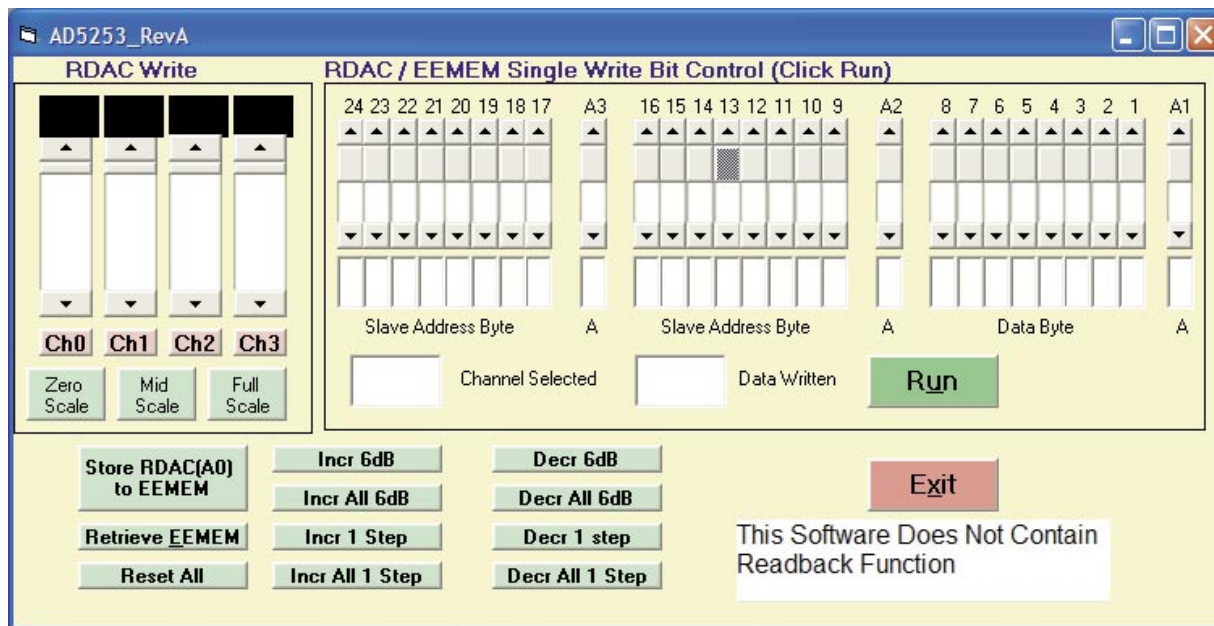 AD5253_RevA
RDAC Write
RDAC / EEMEM Single Write Bit Control (Click Run)
24 23 22 21 20 19 18 17 A3 16 15 14 13 12 11 10 9 A2 8 7 6 5 4 3 2 1 A1
Slave Address Byte A Slave Address Byte A Data Byte A
Ch0 Ch1 Ch2 Ch3
Zero Scale
Mid Scale
Full Scale
Channel Selected
Data Written
Run
Store RDAC(A0)
to EEMEM
Retrieve EEMEM
Reset All
Incr 6dB
Incr All 6dB
Incr 1 Step
Incr All 1 Step
Decr 6dB
Decr All 6dB
Decr 1 step
Decr All 1 Step
Exit
This Software Does Not Contain
Readback Function